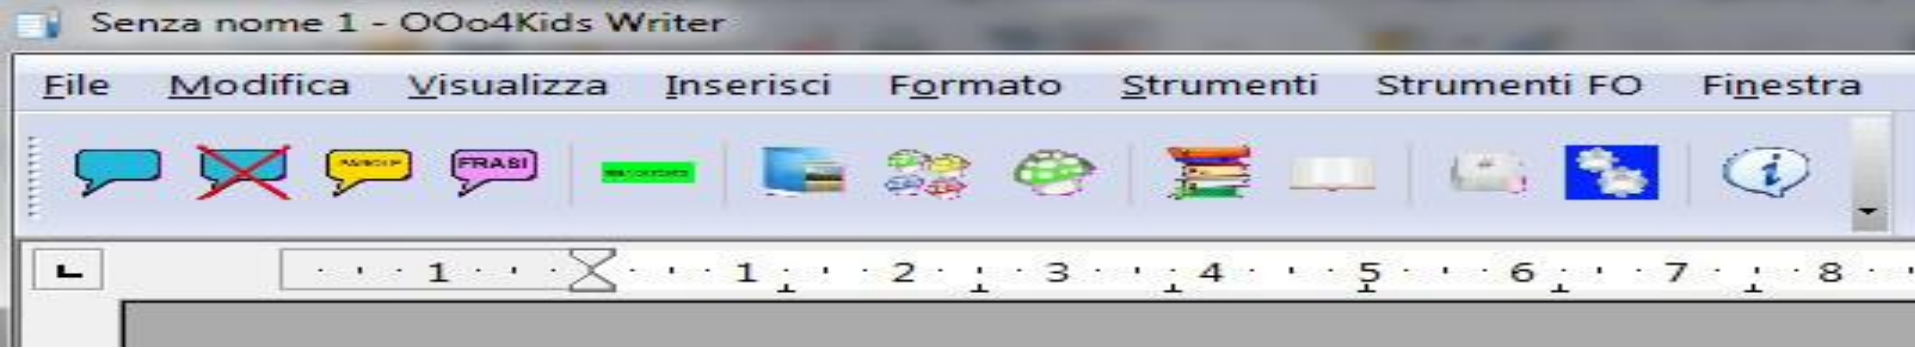 Senza nome 1 - OOo4Kids Writer
File Modifica Visualizza Inserisci Formato Strumenti Strumenti FO Finestra
PAROLE FRASI i
1 1 2 3 4 5 6 7 8